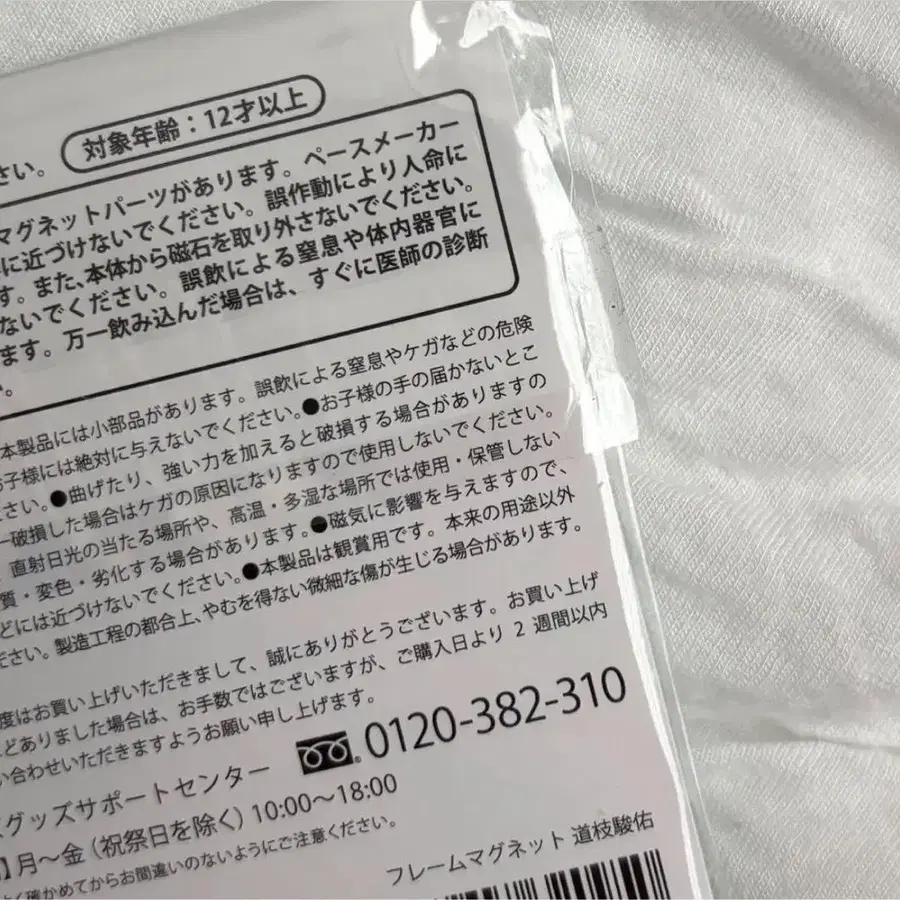 さい。
対象年齢：12才以上
マグネットパーツがあります。ペースメーカー
に近づけないでください。誤作動により人命に
す。また、本体から磁石を取り外さないでください。
ないでください。誤飲による窒息や体内器官に
ます。万一飲み込んだ場合は、すぐに医師の診断
い。
本製品には小部品があります。誤飲による窒息やケガなどの危険
お子様には絶対に与えないでください。●お子様の手の届かないとこ
ださい。●曲げたり、強い力を加えると破損する場合がありますの
一破損した場合はケガの原因になりますので使用しないでください。
直射日光の当たる場所や、高温・多湿な場所では使用・保管しない
質・変色・劣化する場合があります。●磁気に影響を与えますので、
どには近づけないでください。●本製品は観賞用です。本来の用途以外
ださい。製造工程の都合上、やむを得ない微細な傷が生じる場合があります。
度はお買い上げいただきまして、誠にありがとうございます。お買い上げ
どありました場合は、お手数ではございますが、ご購入日より 2 週間以内
い合わせいただきますようお願い申し上げます。
グッズサポートセンター 0120-382-310
】月～金（祝祭日を除く）10:00～18:00
よく確かめてからお間違いのないようにご注意ください。
フレームマグネット 道枝駿佑